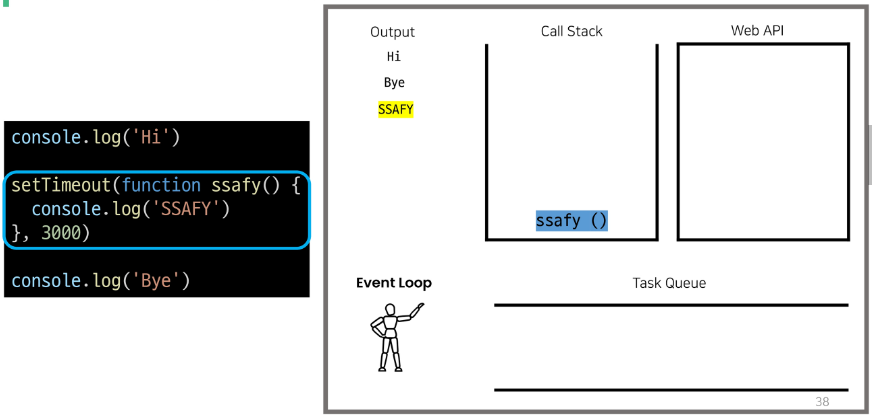 console.log('Hi')
setTimeout(function ssafy() {
  console.log('SSAFY')
}, 3000)
console.log('Bye')
Output
Hi
Bye
SSAFY
Call Stack
ssafy ()
Web API
Event Loop
Task Queue
38